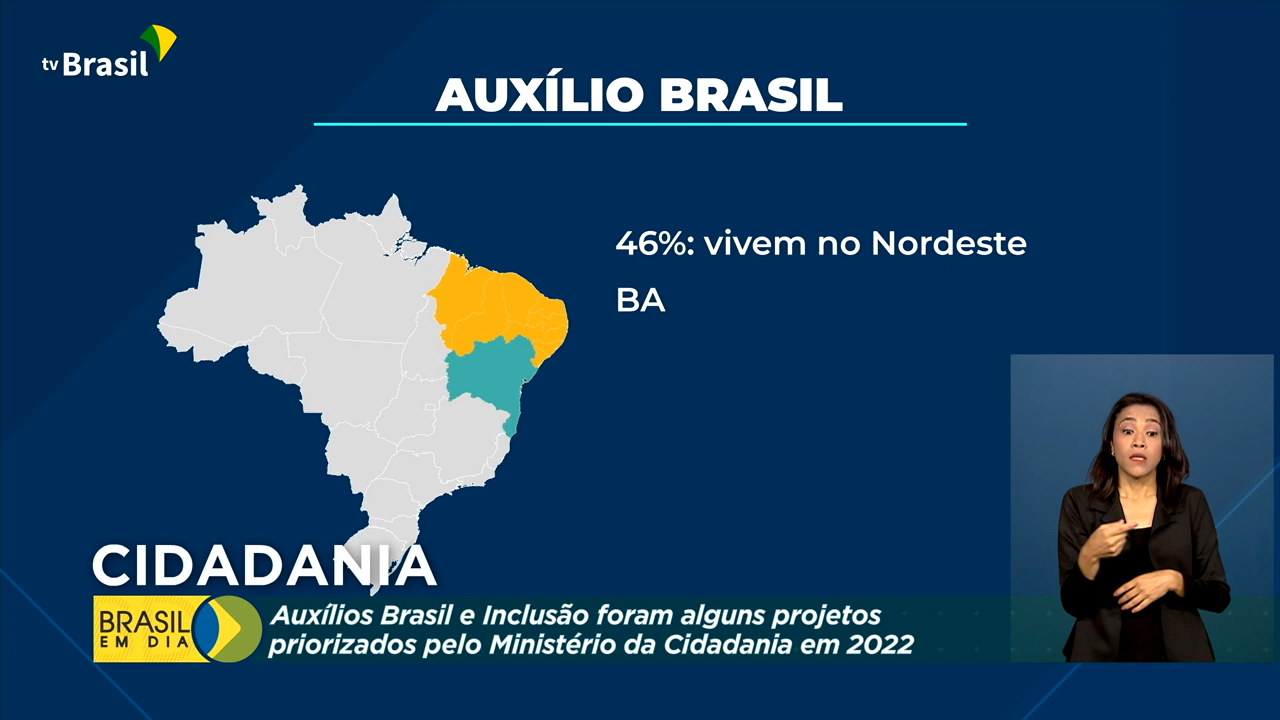 tv Brasil
AUXÍLIO BRASIL
46%: vivem no Nordeste
BA
CIDADANIA
BRASIL
EM DIA
Auxílios Brasil e Inclusão foram alguns projetos
priorizados pelo Ministério da Cidadania em 2022